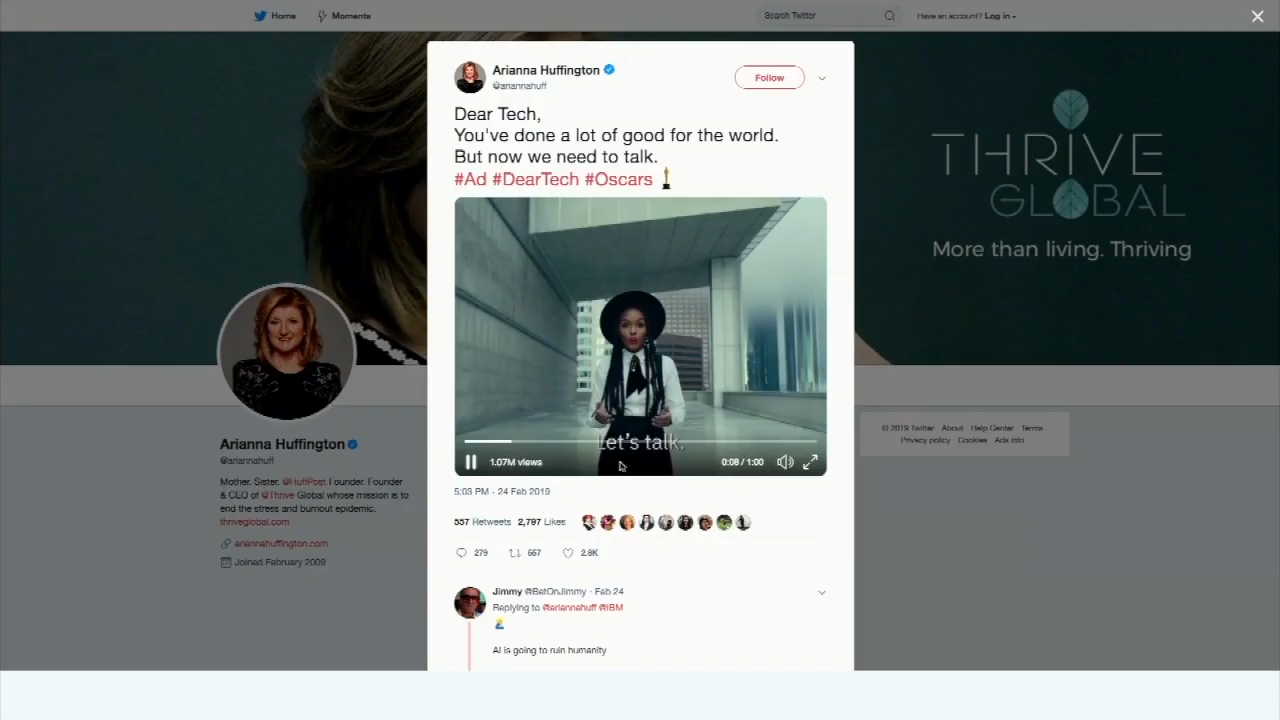 Home
Moments
Search Twitter
Have an account? Log in
Arianna Huffington
@ariannahuff
Follow
Dear Tech,
You've done a lot of good for the world.
But now we need to talk.
#Ad #DearTech #Oscars
Let's talk.
1.07M views
0:08 / 1:00
5:03 PM - 24 Feb 2019
557 Retweets 2,797 Likes
279
557
2.8K
Jimmy @BetOnJimmy · Feb 24
Replying to @ariannahuff @IBM
AI is going to ruin humanity
THRIVE
GLOBAL
More than living. Thriving
Arianna Huffington
@ariannahuff
Mother. Sister. @HuffPost Founder. Founder
& CEO of @Thrive Global whose mission is to
end the stress and burnout epidemic.
thriveglobal.com
ariannahuffington.com
Joined February 2009
© 2019 Twitter About Help Center Terms
Privacy policy Cookies Ads info